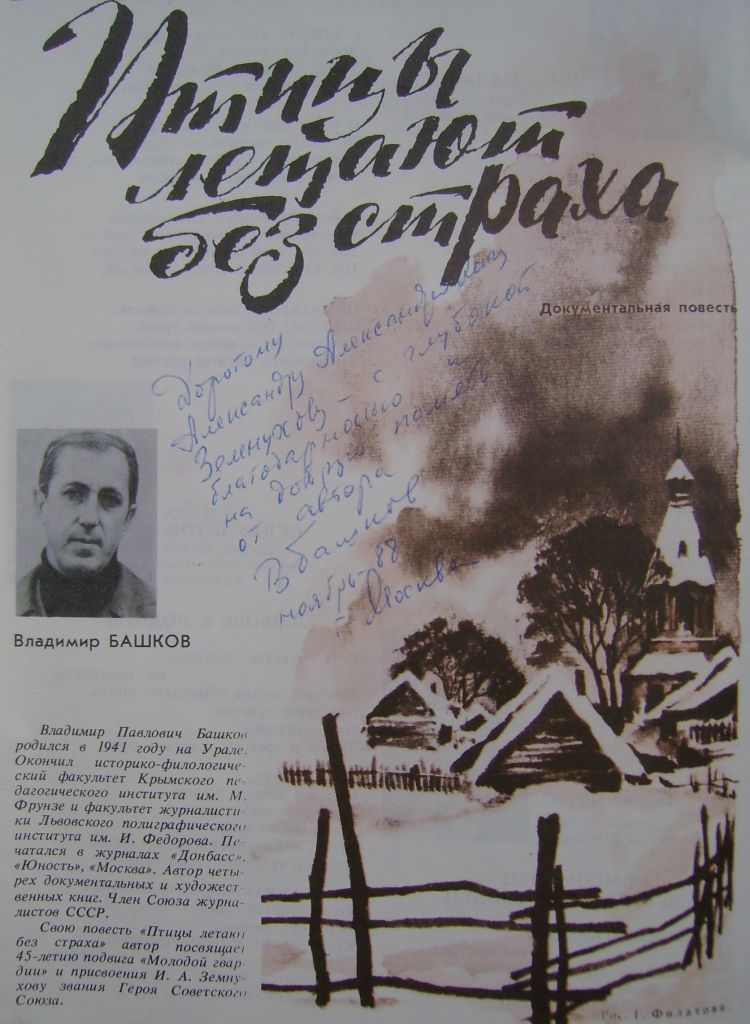 Птицы
летают
без страха
Документальная повесть
Дорогому
Александру Александровичу
Земнухову – с глубокой
благодарностью и
на добрую память
от автора
ВБашков
ноябрь-88
г. Москва
Владимир БАШКОВ
Владимир Павлович Башков
родился в 1941 году на Урале.
Окончил историко-филологиче-
ский факультет Крымского пе-
дагогического института им. М.
Фрунзе и факультет журналисти-
ки Львовского полиграфического
института им. И. Федорова. Пе-
чатался в журналах «Донбасс»,
«Юность», «Москва». Автор четы-
рех документальных и художест-
венных книг. Член Союза журна-
листов СССР.
Свою повесть «Птицы летают
без страха» автор посвящает
45-летию подвига «Молодой гвар-
дии» и присвоения И. А. Земну-
хову звания Героя Советского
Союза.
Рис. Г. Филатова.